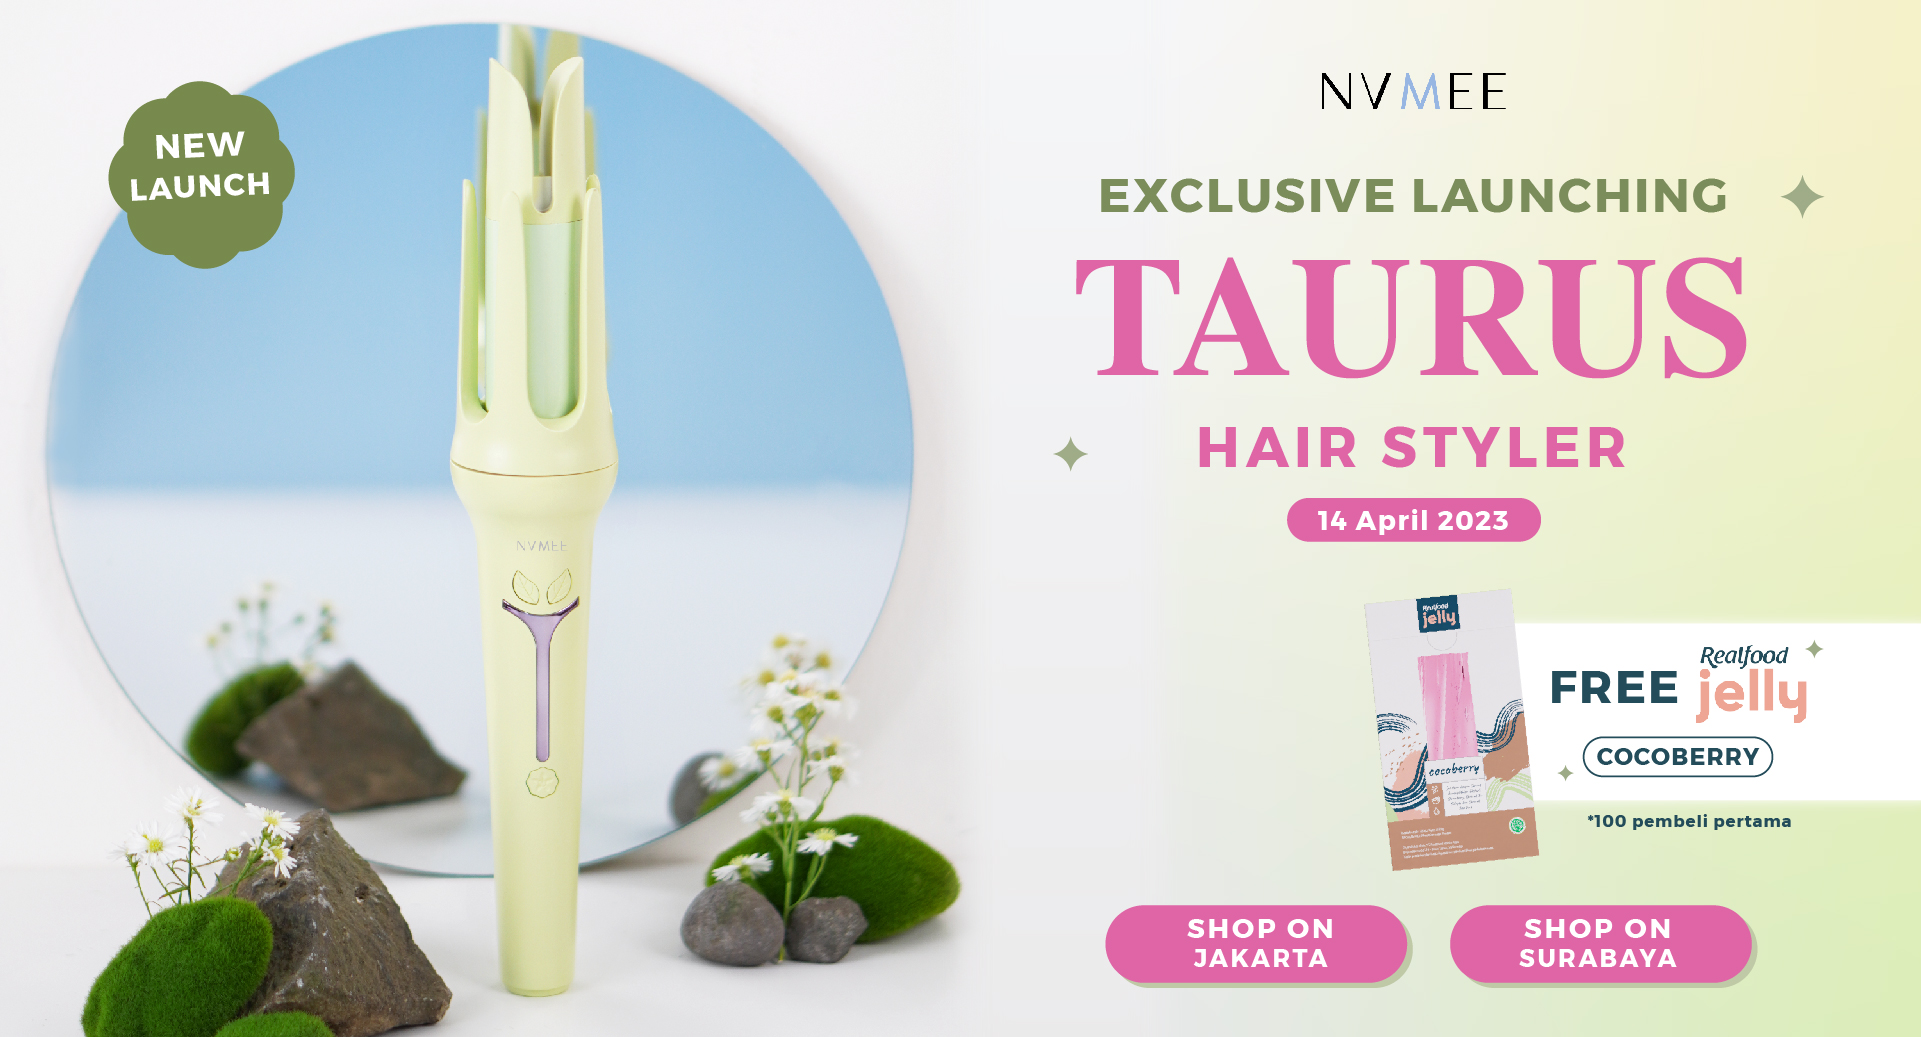 NEW
LAUNCH
NVMEE
NVMEE
EXCLUSIVE LAUNCHING
TAURUS
HAIR STYLER
14 April 2023
Realfood
jelly
cocoberry
FREE Realfood jelly
COCOBERRY
*100 pembeli pertama
SHOP ON
JAKARTA
SHOP ON
SURABAYA